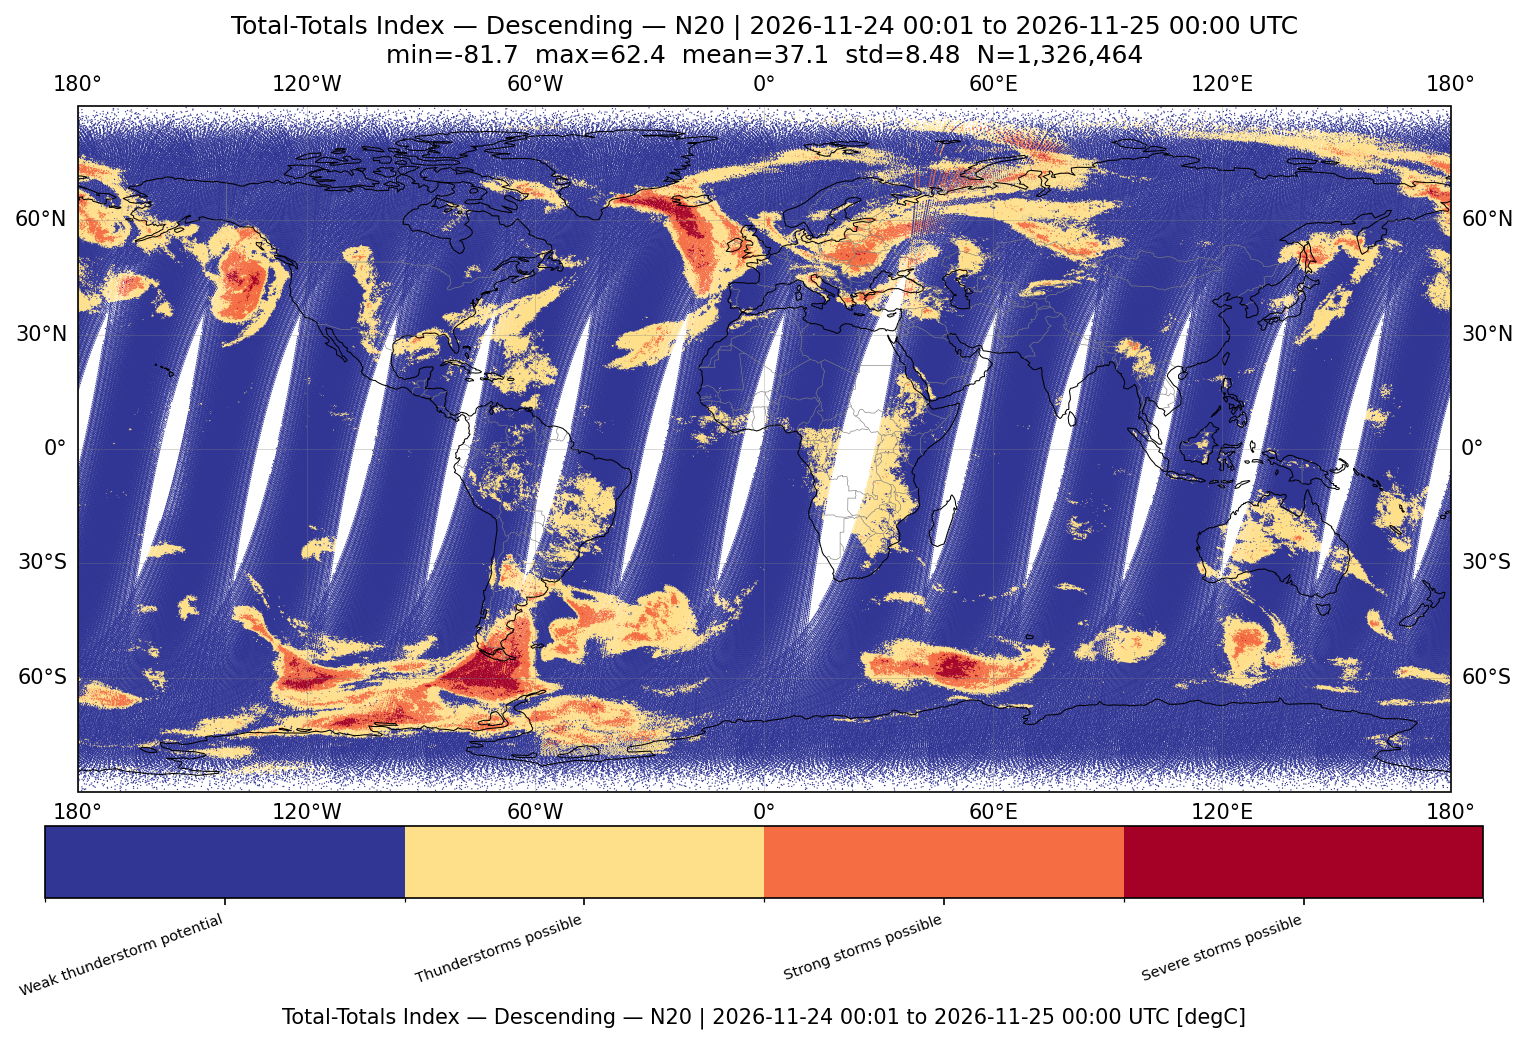 Total-Totals Index — Descending — N20 | 2026-11-24 00:01 to 2026-11-25 00:00 UTC
min=-81.7 max=62.4 mean=37.1 std=8.48 N=1,326,464
180° 120°W 60°W 0° 60°E 120°E 180°
60°N 60°N
30°N 30°N
0° 0°
30°S 30°S
60°S 60°S
180° 120°W 60°W 0° 60°E 120°E 180°
Weak thunderstorm potential
Thunderstorms possible
Strong storms possible
Severe storms possible
Total-Totals Index — Descending — N20 | 2026-11-24 00:01 to 2026-11-25 00:00 UTC [degC]